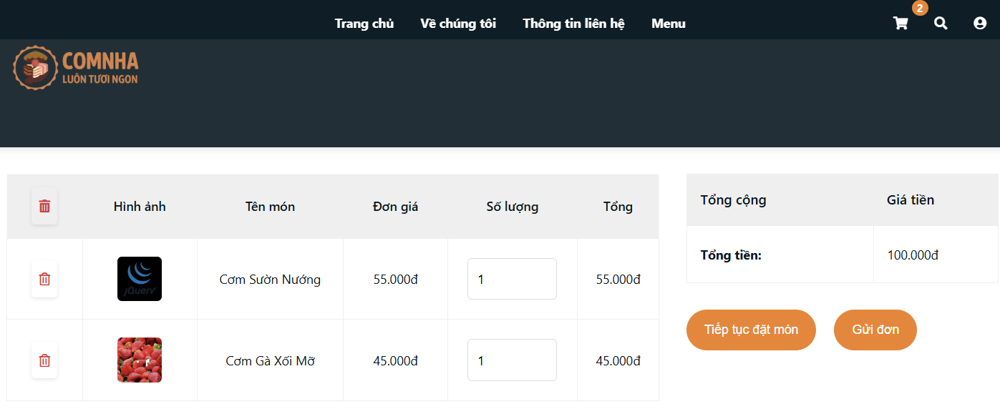 2
Trang chủ Về chúng tôi Thông tin liên hệ Menu
COMNHA
LUÔN TƯƠI NGON
Hình ảnh Tên món Đơn giá Số lượng Tổng
jQuery Cơm Sườn Nướng 55.000đ 1 55.000đ
Cơm Gà Xối Mỡ 45.000đ 1 45.000đ
Tổng cộng Giá tiền
Tổng tiền: 100.000đ
Tiếp tục đặt món Gửi đơn